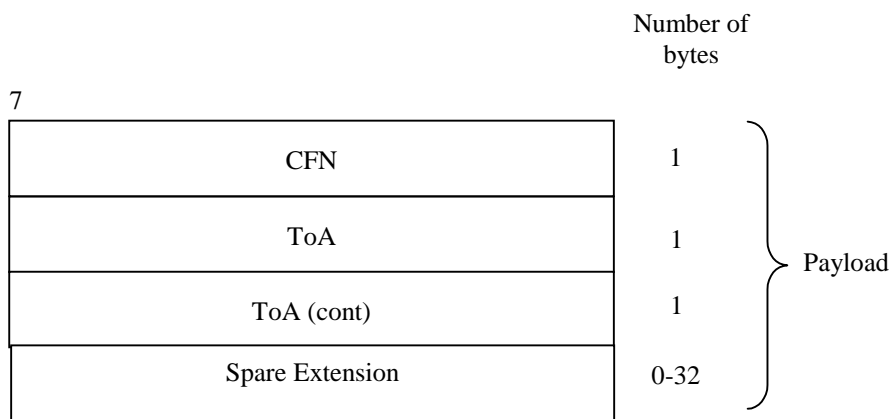 Number of
bytes
7
CFN
1
ToA
1
ToA (cont)
1
Payload
Spare Extension
0-32